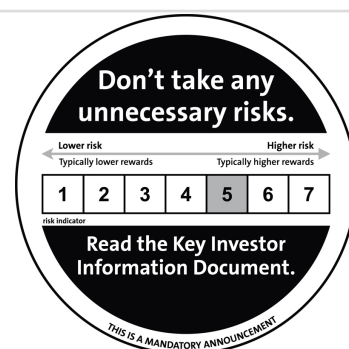 Don't take any
unnecessary risks.
Lower risk Higher risk
Typically lower rewards Typically higher rewards
1 2 3 4 5 6 7
risk indicator
Read the Key Investor
Information Document.
THIS IS A MANDATORY ANNOUNCEMENT